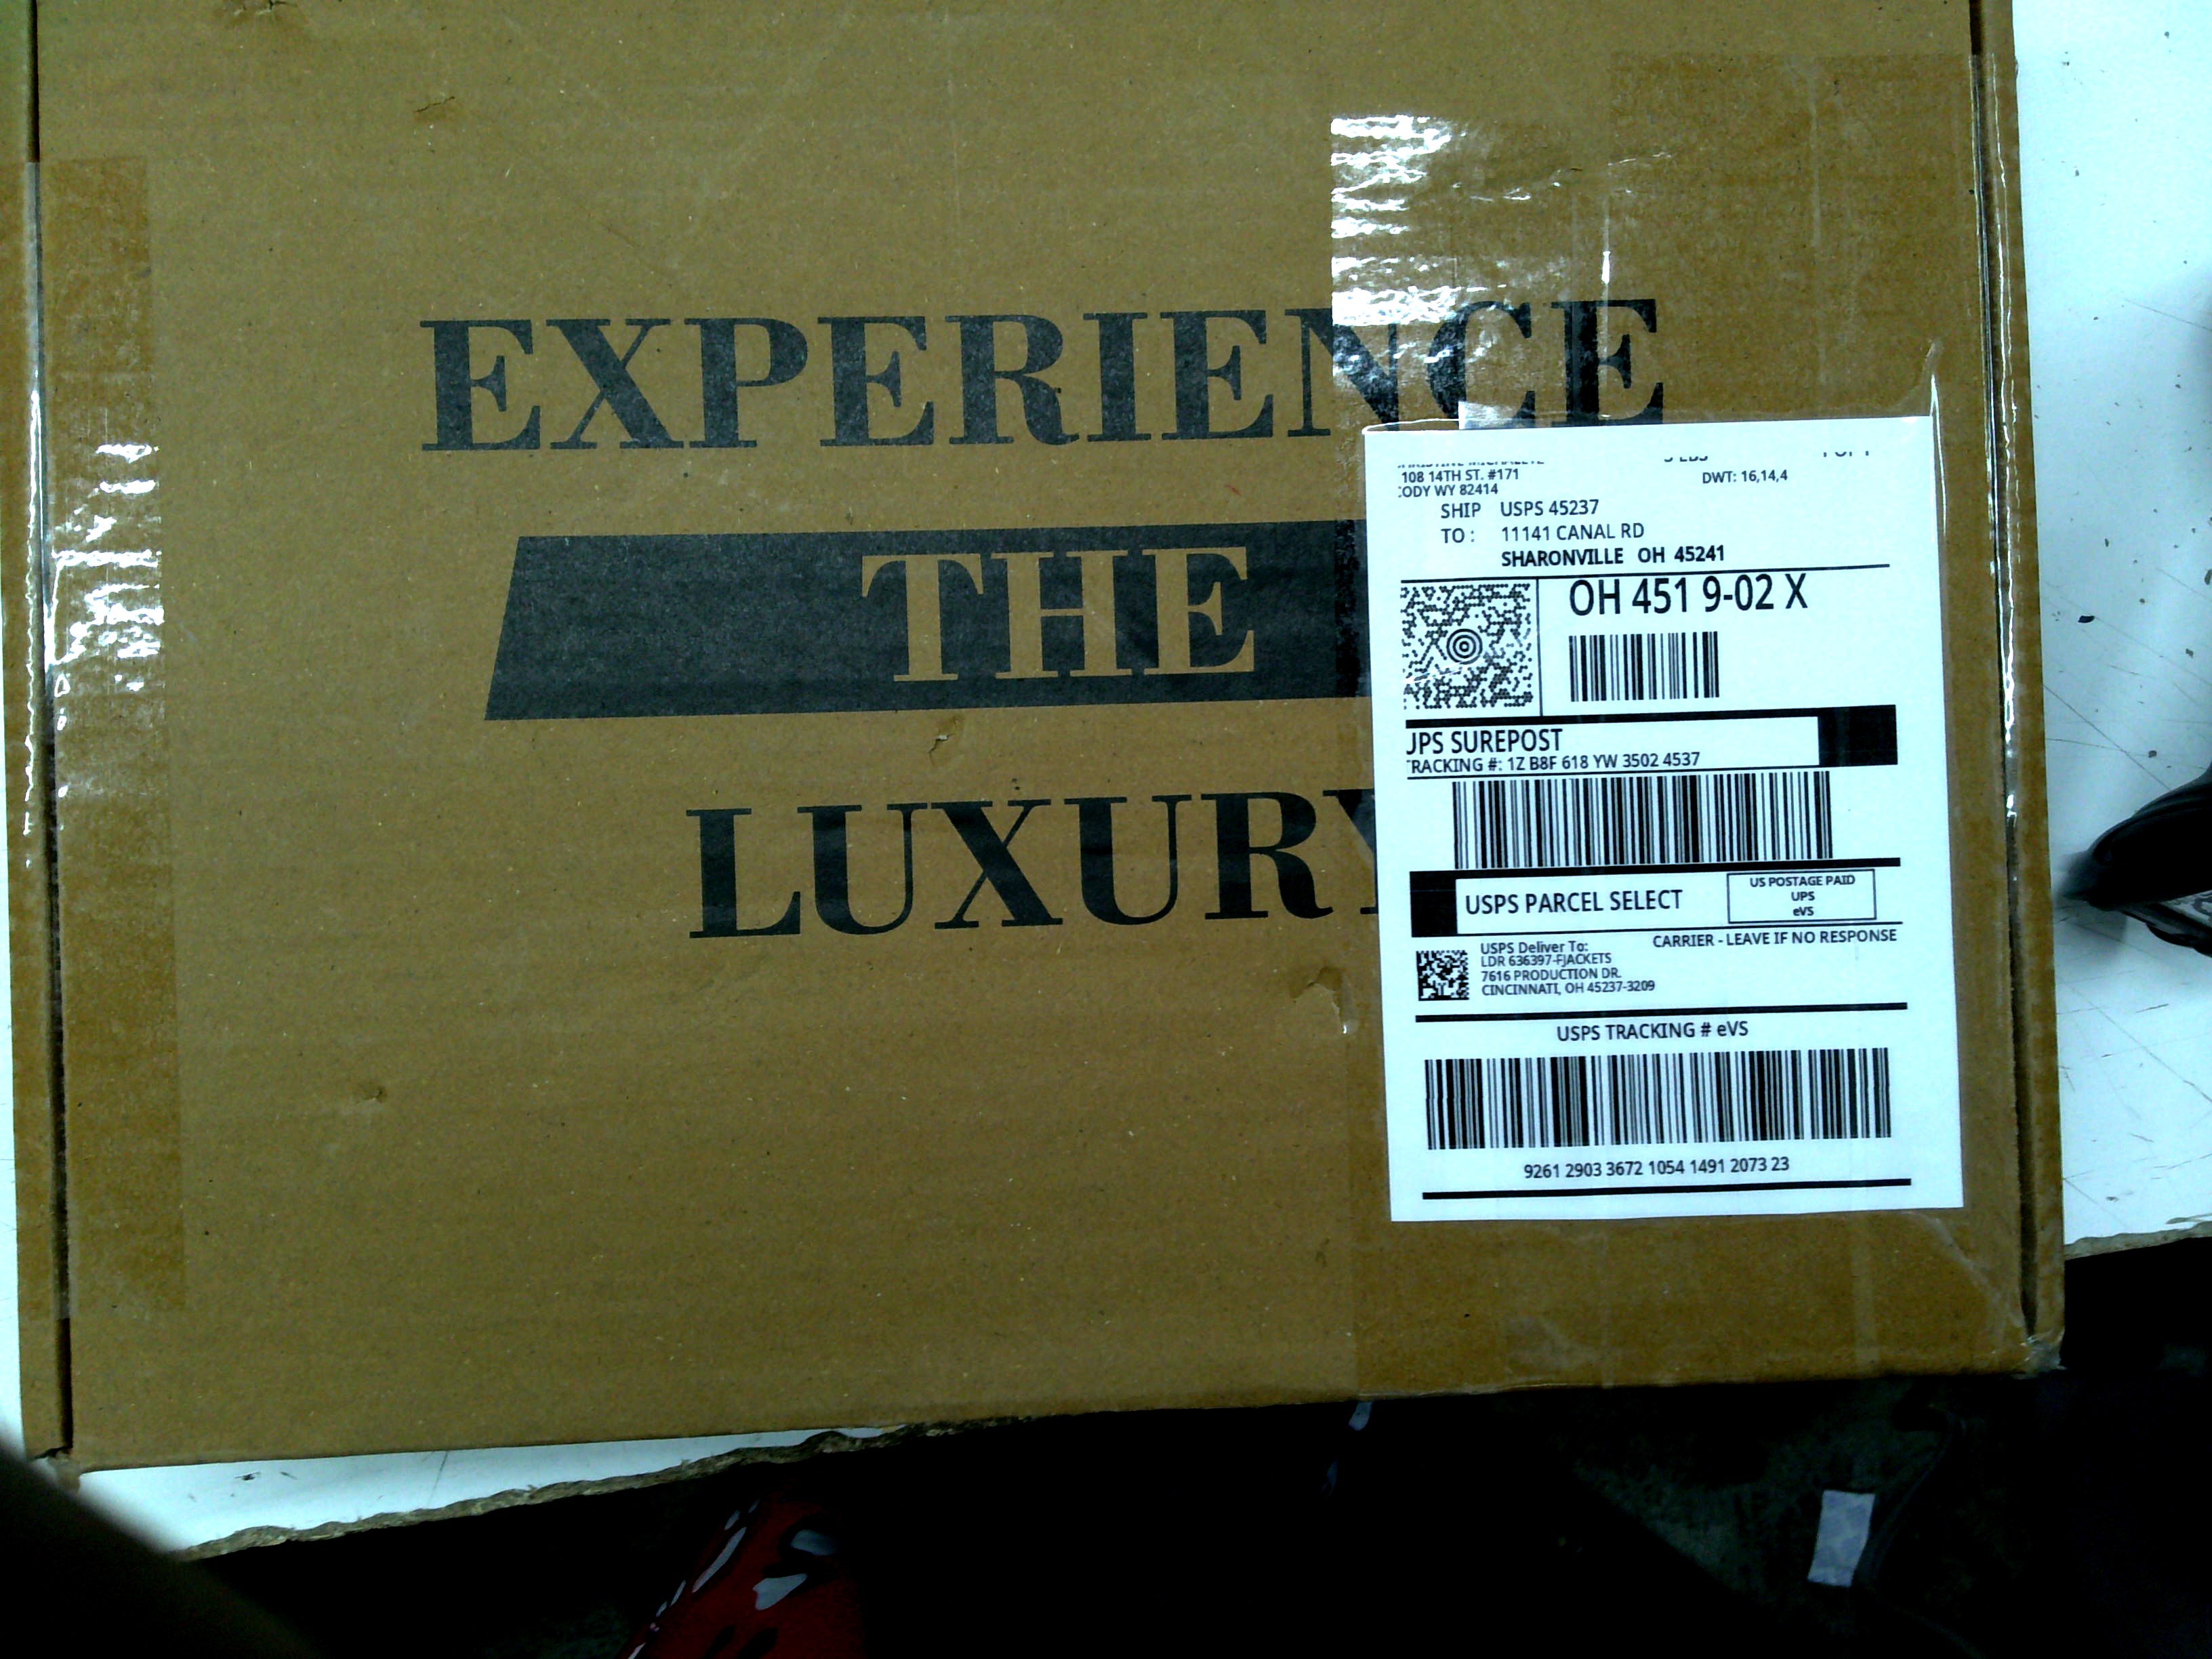 EXPERIENCE
THE
LUXURY
108 14TH ST. #171
DWT: 16,14,4
ODY WY 82414
SHIP USPS 45237
TO: 11141 CANAL RD
SHARONVILLE OH 45241
OH 451 9-02 X
UPS SUREPOST
TRACKING #: 1Z B8F 618 YW 3502 4537
USPS PARCEL SELECT
US POSTAGE PAID
UPS
eVS
CARRIER - LEAVE IF NO RESPONSE
USPS Deliver To:
LDR 636397-FJACKETS
7616 PRODUCTION DR.
CINCINNATI, OH 45237-3209
USPS TRACKING # eVS
9261 2903 3672 1054 1491 2073 23